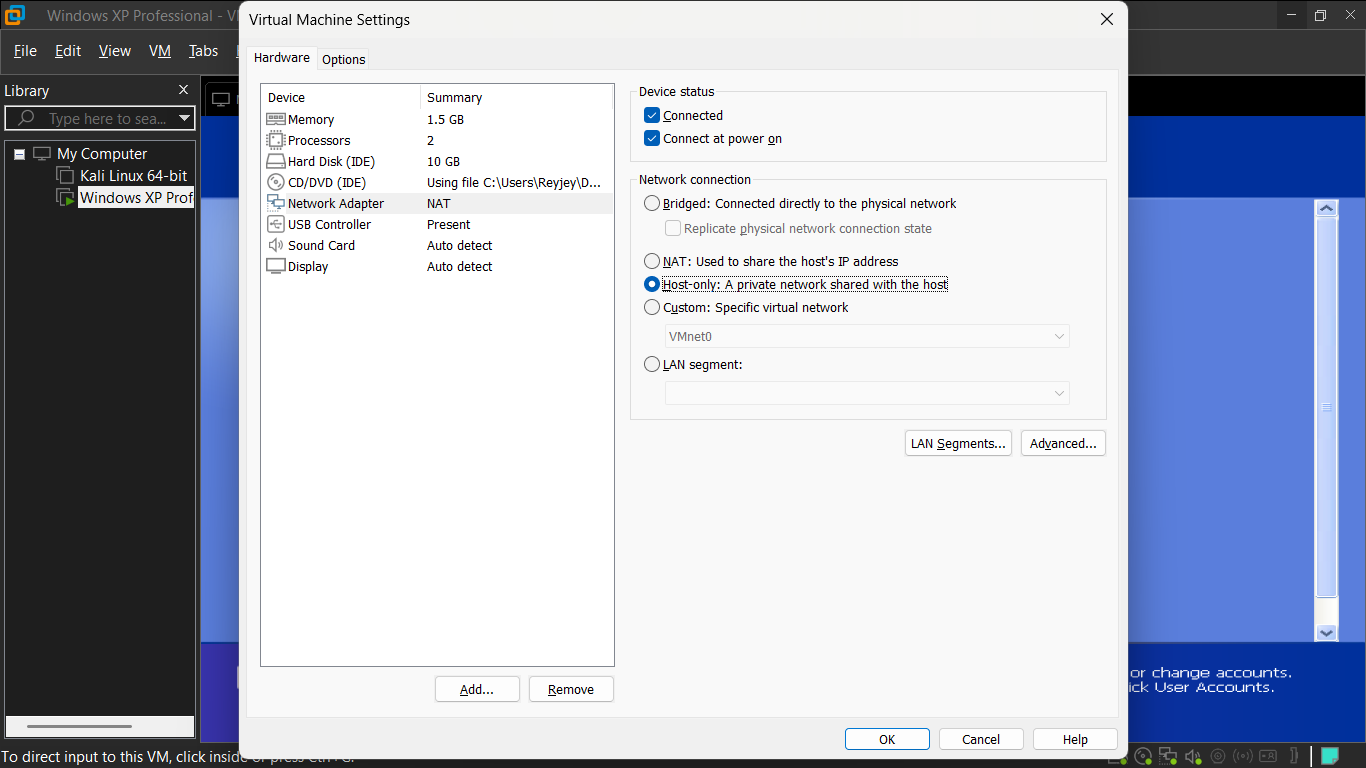 Windows XP Professional - V
Virtual Machine Settings
File Edit View VM Tabs
Hardware Options
Library
Type here to sea...
My Computer
Kali Linux 64-bit
Windows XP Prof
Device Summary
Memory 1.5 GB
Processors 2
Hard Disk (IDE) 10 GB
CD/DVD (IDE) Using file C:\Users\Reyjey\D...
Network Adapter NAT
USB Controller Present
Sound Card Auto detect
Display Auto detect
Add... Remove
Device status
Connected
Connect at power on
Network connection
Bridged: Connected directly to the physical network
Replicate physical network connection state
NAT: Used to share the host's IP address
Host-only: A private network shared with the host
Custom: Specific virtual network
VMnet0
LAN segment:
LAN Segments... Advanced...
or change accounts.
ick User Accounts.
OK Cancel Help
To direct input to this VM, click inside or press Ctrl+G.